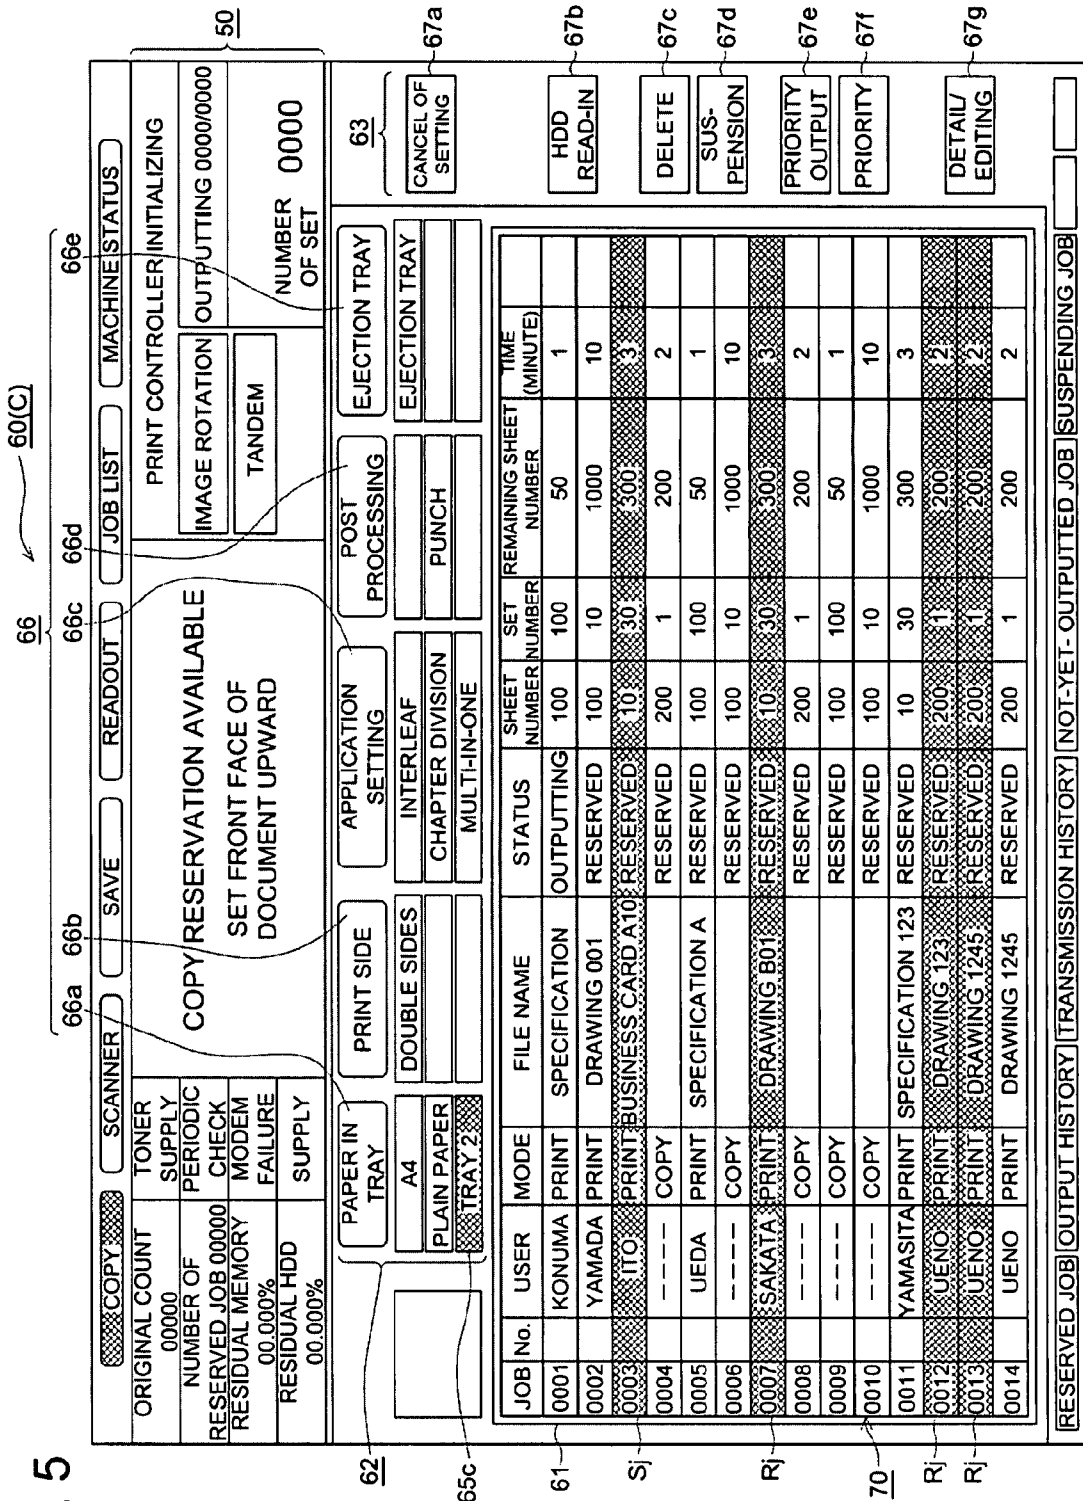 5
60(C)
66
66a
66b
66c
66d
66e
50
COPY
SCANNER
SAVE
READOUT
JOB LIST
MACHINE STATUS
ORIGINAL COUNT
00000
TONER
SUPPLY
NUMBER OF
RESERVED JOB 00000
PERIODIC
CHECK
RESIDUAL MEMORY
00.000%
MODEM
FAILURE
RESIDUAL HDD
00.000%
SUPPLY
COPY RESERVATION AVAILABLE
SET FRONT FACE OF
DOCUMENT UPWARD
PRINT CONTROLLER INITIALIZING
IMAGE ROTATION
OUTPUTTING 0000/0000
TANDEM
NUMBER
OF SET
0000
62
65c
PAPER IN
TRAY
A4
PLAIN PAPER
TRAY 2
PRINT SIDE
DOUBLE SIDES
APPLICATION
SETTING
INTERLEAF
CHAPTER DIVISION
MULTI-IN-ONE
POST
PROCESSING
PUNCH
EJECTION TRAY
EJECTION TRAY
63
CANCEL OF
SETTING
67a
HDD
READ-IN
67b
DELETE
67c
SUS-
PENSION
67d
PRIORITY
OUTPUT
67e
PRIORITY
67f
DETAIL/
EDITING
67g
JOB No. USER MODE FILE NAME STATUS SHEET NUMBER SET NUMBER REMAINING SHEET NUMBER TIME (MINUTE)
61 0001 KONUMA PRINT SPECIFICATION OUTPUTTING 100 100 50 1
0002 YAMADA PRINT DRAWING 001 RESERVED 100 10 1000 10
Sj 0003 ITO PRINT BUSINESS CARD A10 RESERVED 10 30 300 3
0004 ----- COPY RESERVED 200 1 200 2
0005 UEDA PRINT SPECIFICATION A RESERVED 100 100 50 1
0006 ----- COPY RESERVED 100 10 1000 10
Rj 0007 SAKATA PRINT DRAWING B01 RESERVED 10 30 300 3
0008 ----- COPY RESERVED 200 1 200 2
0009 ----- COPY RESERVED 100 100 50 1
70 0010 ----- COPY RESERVED 100 10 1000 10
0011 YAMASITA PRINT SPECIFICATION 123 RESERVED 10 30 300 3
Rj 0012 UENO PRINT DRAWING 123 RESERVED 200 1 200 2
Rj 0013 UENO PRINT DRAWING 1245 RESERVED 200 1 200 2
0014 UENO PRINT DRAWING 1245 RESERVED 200 1 200 2
RESERVED JOB OUTPUT HISTORY TRANSMISSION HISTORY NOT-YET- OUTPUTTED JOB SUSPENDING JOB